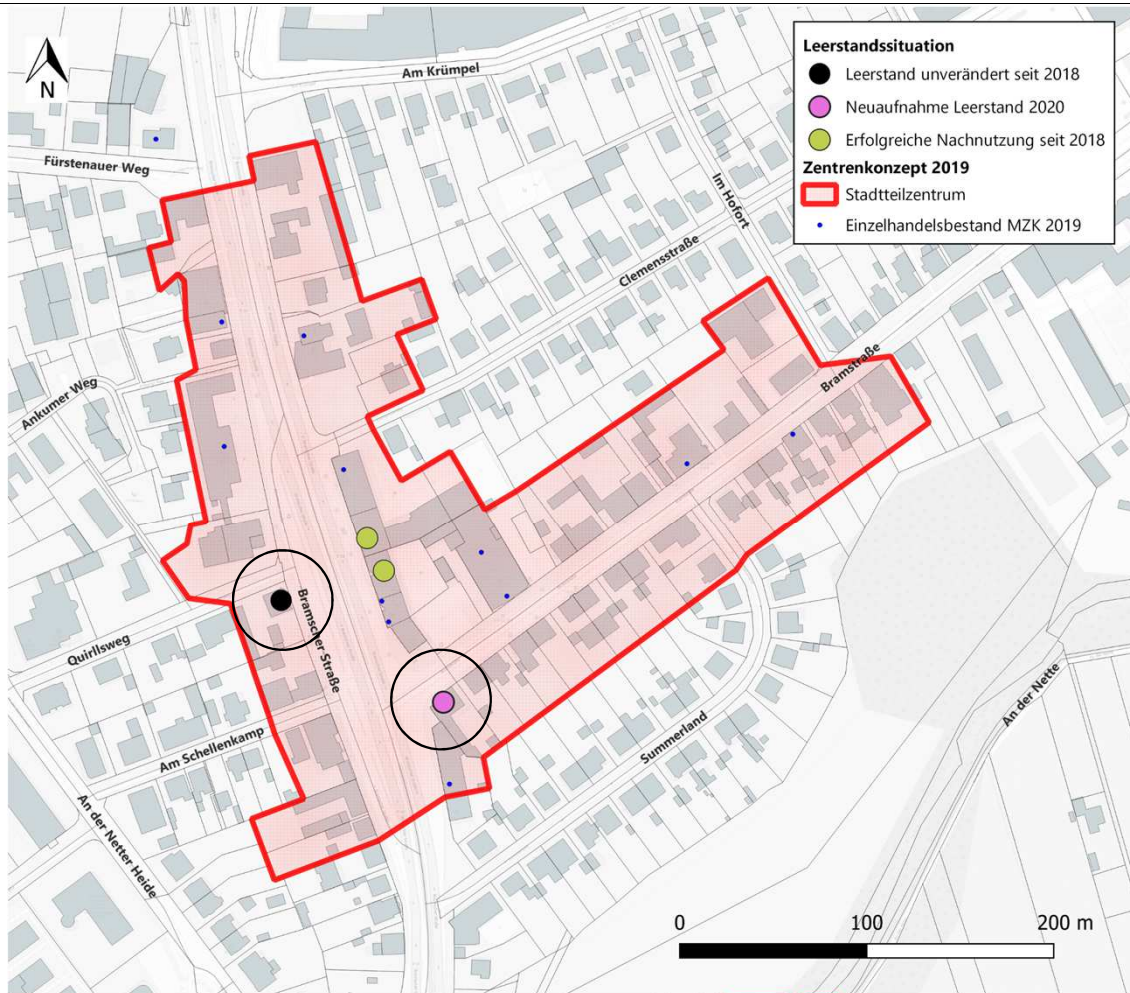 N
Leerstandssituation
Leerstand unverändert seit 2018
Neuaufnahme Leerstand 2020
Erfolgreiche Nachnutzung seit 2018
Zentrenkonzept 2019
Stadtteilzentrum
Einzelhandelsbestand MZK 2019
Am Krümpel
Fürstenauer Weg
Im Hofort
Clemensstraße
Bramstraße
Ankumer Weg
Quirllsweg
Bramscher Straße
Am Schellenkamp
Summerland
An der Nette
An der Netter Heide
0 100 200 m